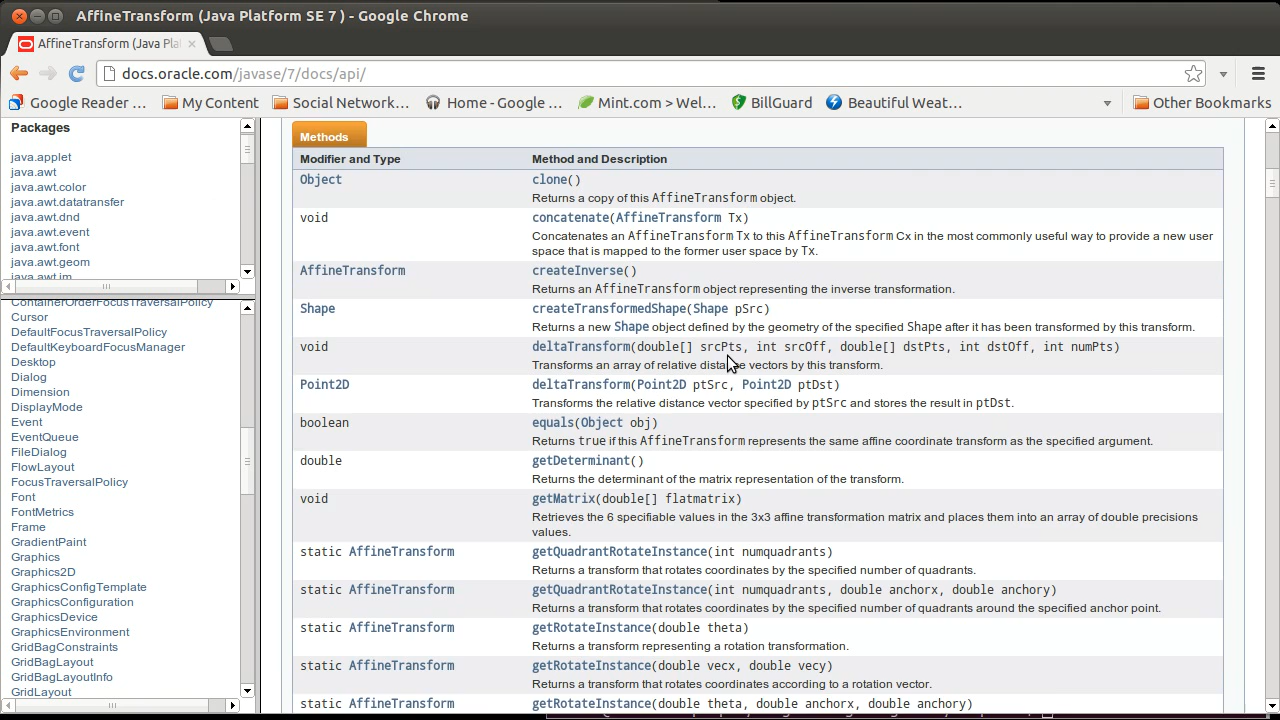 AffineTransform (Java Platform SE 7 ) - Google Chrome
AffineTransform (Java Pla
docs.oracle.com/javase/7/docs/api/
Google Reader ... My Content Social Network... Home - Google ... Mint.com > Wel... BillGuard Beautiful Weat... Other Bookmarks
Packages
java.applet
java.awt
java.awt.color
java.awt.datatransfer
java.awt.dnd
java.awt.event
java.awt.font
java.awt.geom
java.awt.im
ContainerOrderFocusTraversalPolicy
Cursor
DefaultFocusTraversalPolicy
DefaultKeyboardFocusManager
Desktop
Dialog
Dimension
DisplayMode
Event
EventQueue
FileDialog
FlowLayout
FocusTraversalPolicy
Font
FontMetrics
Frame
GradientPaint
Graphics
Graphics2D
GraphicsConfigTemplate
GraphicsConfiguration
GraphicsDevice
GraphicsEnvironment
GridBagConstraints
GridBagLayout
GridBagLayoutInfo
GridLayout
Methods
Modifier and Type Method and Description
Object clone()
Returns a copy of this AffineTransform object.
void concatenate(AffineTransform Tx)
Concatenates an AffineTransform Tx to this AffineTransform Cx in the most commonly useful way to provide a new user
space that is mapped to the former user space by Tx.
AffineTransform createInverse()
Returns an AffineTransform object representing the inverse transformation.
Shape createTransformedShape(Shape pSrc)
Returns a new Shape object defined by the geometry of the specified Shape after it has been transformed by this transform.
void deltaTransform(double[] srcPts, int srcOff, double[] dstPts, int dstOff, int numPts)
Transforms an array of relative distance vectors by this transform.
Point2D deltaTransform(Point2D ptSrc, Point2D ptDst)
Transforms the relative distance vector specified by ptSrc and stores the result in ptDst.
boolean equals(Object obj)
Returns true if this AffineTransform represents the same affine coordinate transform as the specified argument.
double getDeterminant()
Returns the determinant of the matrix representation of the transform.
void getMatrix(double[] flatmatrix)
Retrieves the 6 specifiable values in the 3x3 affine transformation matrix and places them into an array of double precisions
values.
static AffineTransform getQuadrantRotateInstance(int numquadrants)
Returns a transform that rotates coordinates by the specified number of quadrants.
static AffineTransform getQuadrantRotateInstance(int numquadrants, double anchorx, double anchory)
Returns a transform that rotates coordinates by the specified number of quadrants around the specified anchor point.
static AffineTransform getRotateInstance(double theta)
Returns a transform representing a rotation transformation.
static AffineTransform getRotateInstance(double vecx, double vecy)
Returns a transform that rotates coordinates according to a rotation vector.
static AffineTransform getRotateInstance(double theta, double anchorx, double anchory)